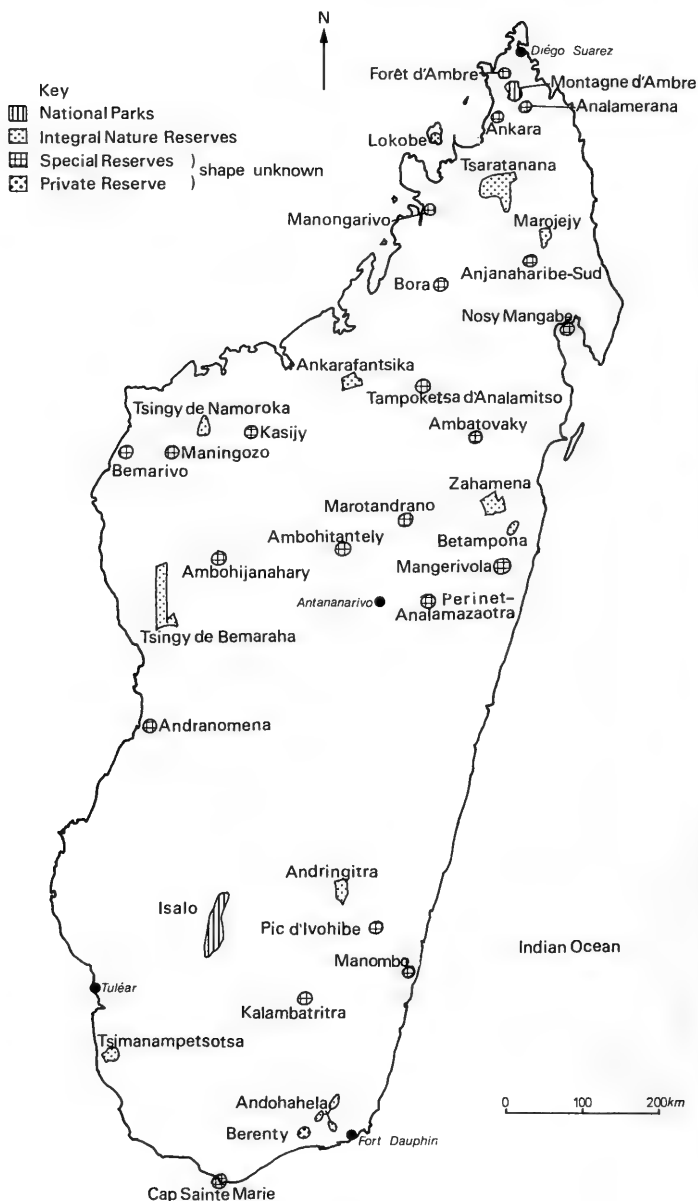 N
Key
National Parks
Integral Nature Reserves
Special Reserves )
Private Reserve )
shape unknown
Diégo Suarez
Forêt d'Ambre
Montagne d'Ambre
Analamerana
Ankara
Lokobe
Tsaratanana
Manongarivo
Marojejy
Anjanaharibe-Sud
Bora
Nosy Mangabe
Ankarafantsika
Tampoketsa d'Analamitso
Tsingy de Namoroka
Kasijy
Ambatovaky
Bemarivo
Maningozo
Zahamena
Marotandrano
Betampona
Ambohitantely
Ambohijanahary
Mangerivola
Antananarivo
Perinet-
Analamazaotra
Tsingy de Bemaraha
Andranomena
Andringitra
Isalo
Pic d'Ivohibe
Indian Ocean
Manombo
Tuléar
Kalambatritra
Tsimanampetsotsa
Andohahela
0 100 200km
Berenty
Fort Dauphin
Cap Sainte Marie